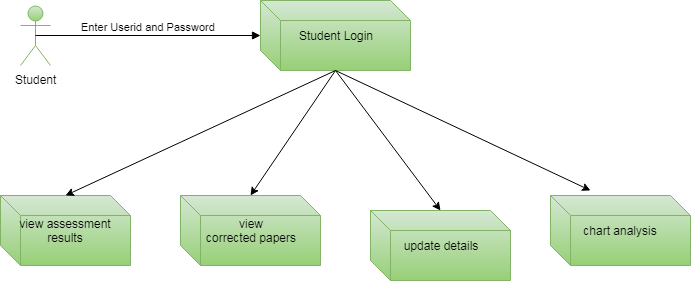 Enter Userid and Password
Student Login
Student
view assessment
results
view
corrected papers
update details
chart analysis